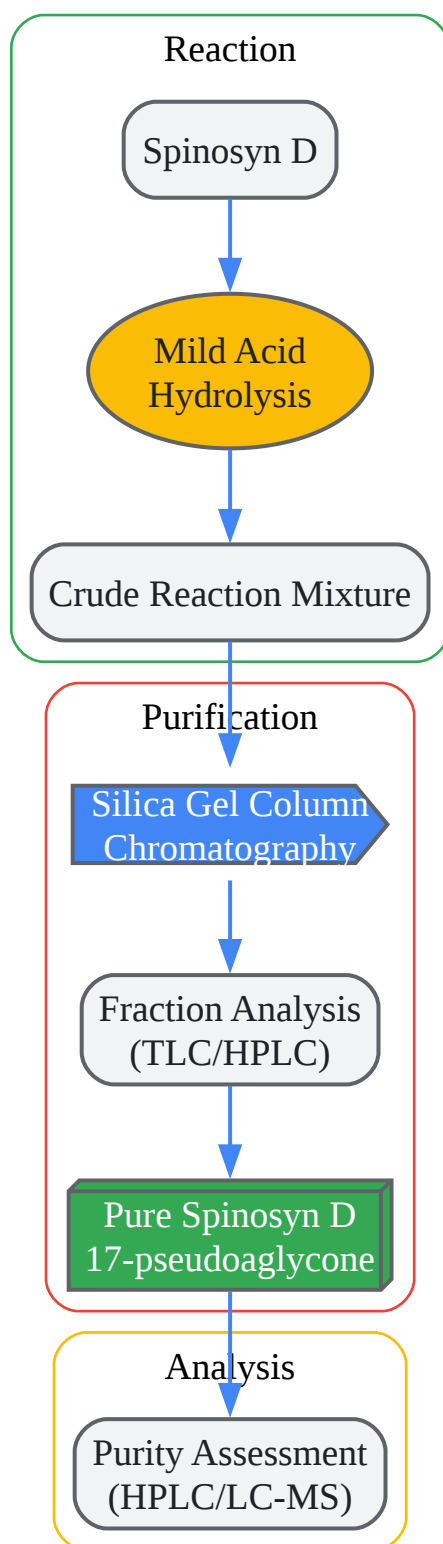 Reaction
Spinosyn D
Mild Acid
Hydrolysis
Crude Reaction Mixture
Purification
Silica Gel Column
Chromatography
Fraction Analysis
(TLC/HPLC)
Pure Spinosyn D
17-pseudoaglycone
Analysis
Purity Assessment
(HPLC/LC-MS)